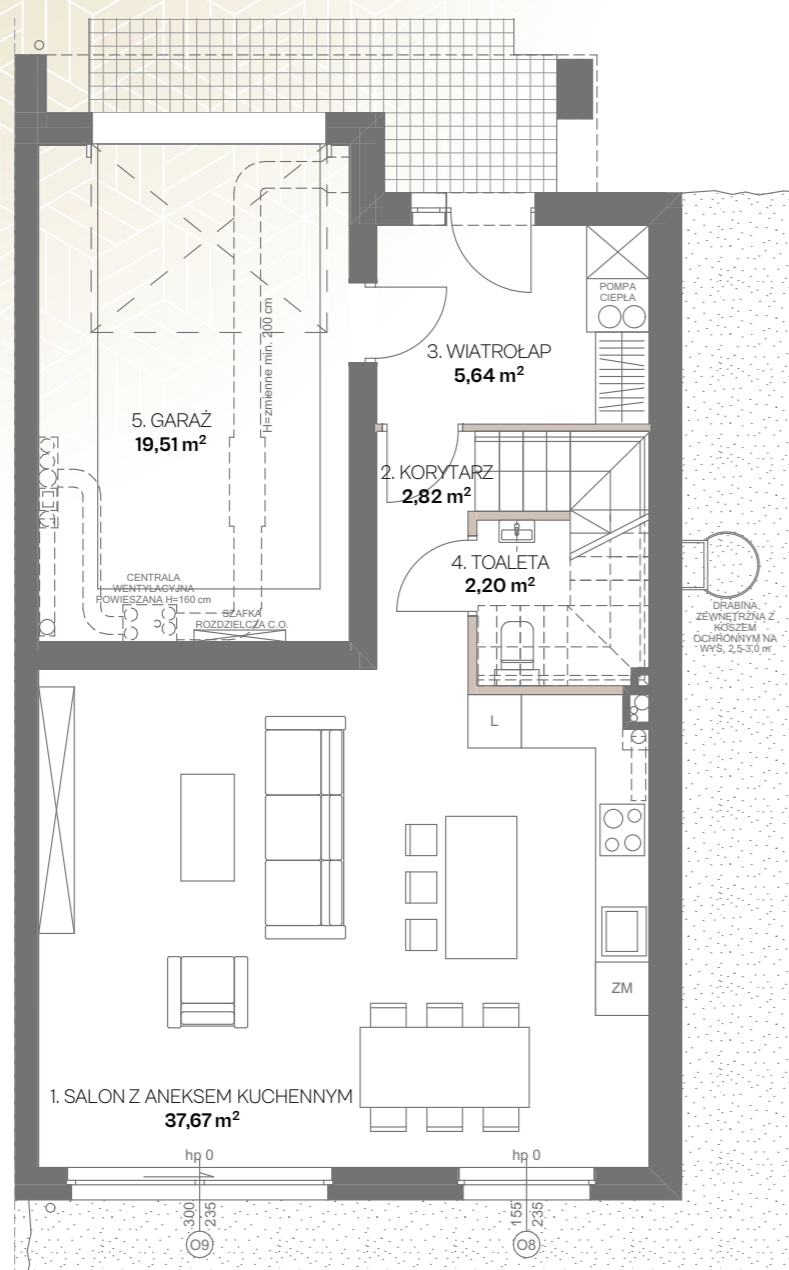 POMPA
CIEPŁA
3. WIATROŁAP
5,64 m²
H=zmienne min. 200 cm
5. GARAŻ
19,51 m²
2. KORYTARZ
2,82 m²
4. TOALETA
2,20 m²
CENTRALA
WENTYLACYJNA
POWIESZANA H=160 cm
SZAFKA
ROZDZIELCZA C.O.
DRABINA
ZEWNĘTRZNA Z
KOSZEM
OCHRONNYM NA
WYS. 2,5-3,0 m
L
ZM
1. SALON Z ANEKSEM KUCHENNYM
37,67 m²
hp 0
hp 0
300
235
155
235
O9
O8